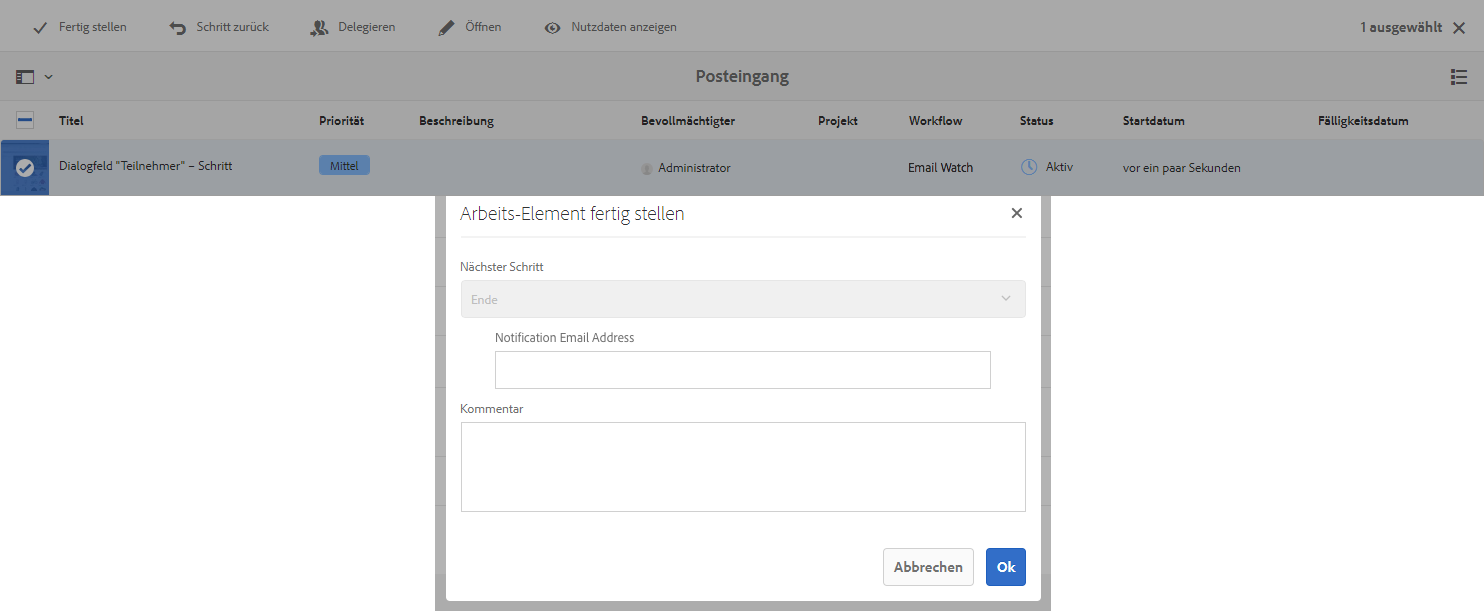 Fertig stellen Schritt zurück Delegieren Öffnen Nutzdaten anzeigen 1 ausgewählt
Posteingang
Titel Priorität Beschreibung Bevollmächtigter Projekt Workflow Status Startdatum Fälligkeitsdatum
Dialogfeld "Teilnehmer" – Schritt Mittel Administrator Email Watch Aktiv vor ein paar Sekunden
Arbeits-Element fertig stellen
Nächster Schritt
Ende
Notification Email Address
Kommentar
Abbrechen Ok